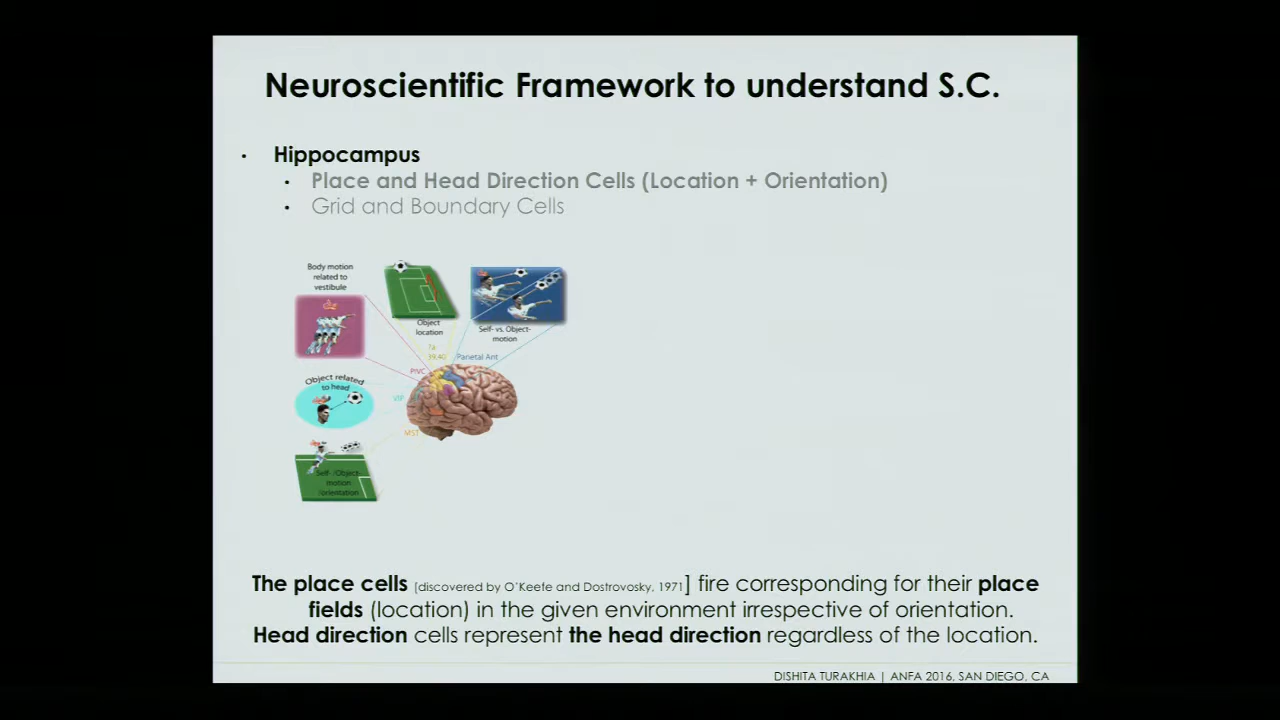 Neuroscientific Framework to understand S.C.
• Hippocampus
• Place and Head Direction Cells (Location + Orientation)
• Grid and Boundary Cells
Body motion
related to
vestibule
Object
location
Self- vs. Object-
motion
7a
39,40
Parietal Ant
PIVC
Object related
to head
VIP
MST
Self- /Object-
motion
/orientation
The place cells [discovered by O'Keefe and Dostrovosky, 1971] fire corresponding for their place
fields (location) in the given environment irrespective of orientation.
Head direction cells represent the head direction regardless of the location.
DISHITA TURAKHIA | ANFA 2016, SAN DIEGO, CA